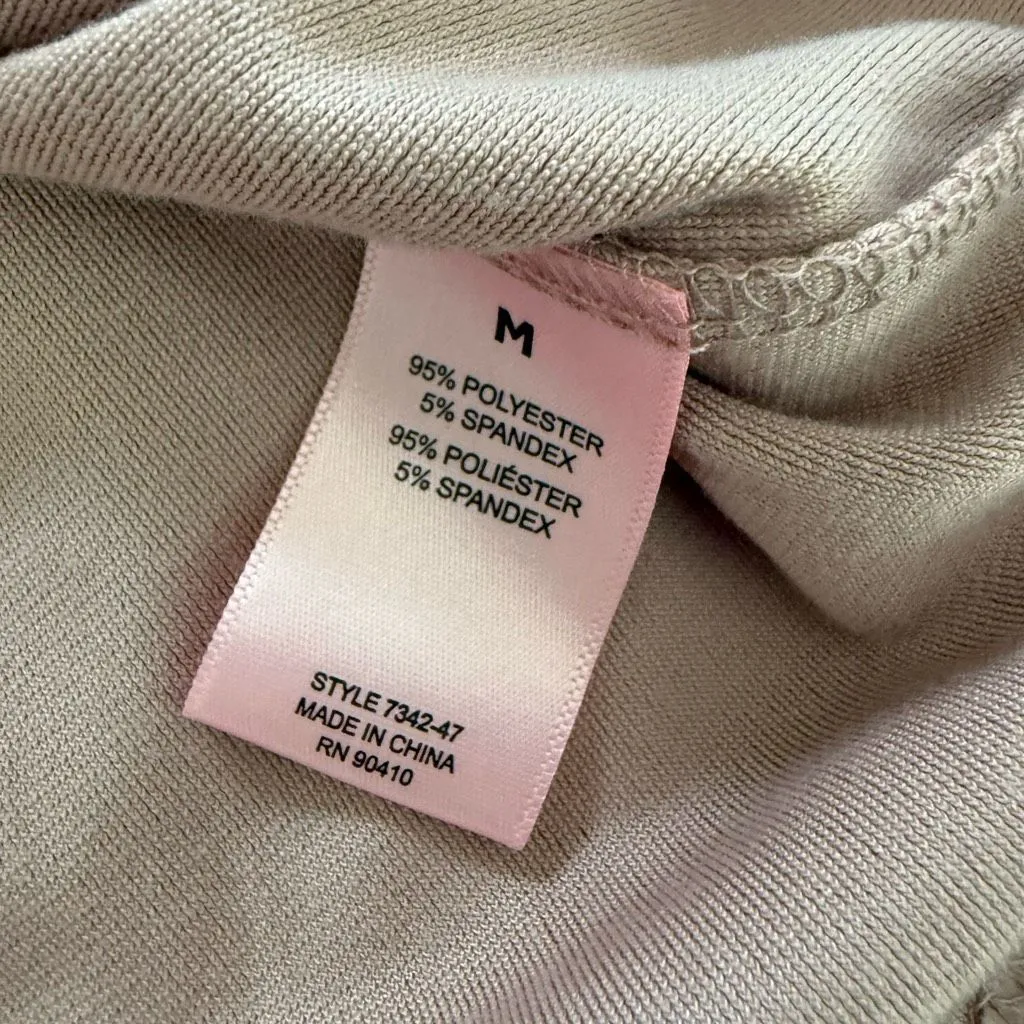 M
95% POLYESTER
5% SPANDEX
95% POLIÉSTER
5% SPANDEX
STYLE 7342-47
MADE IN CHINA
RN 90410